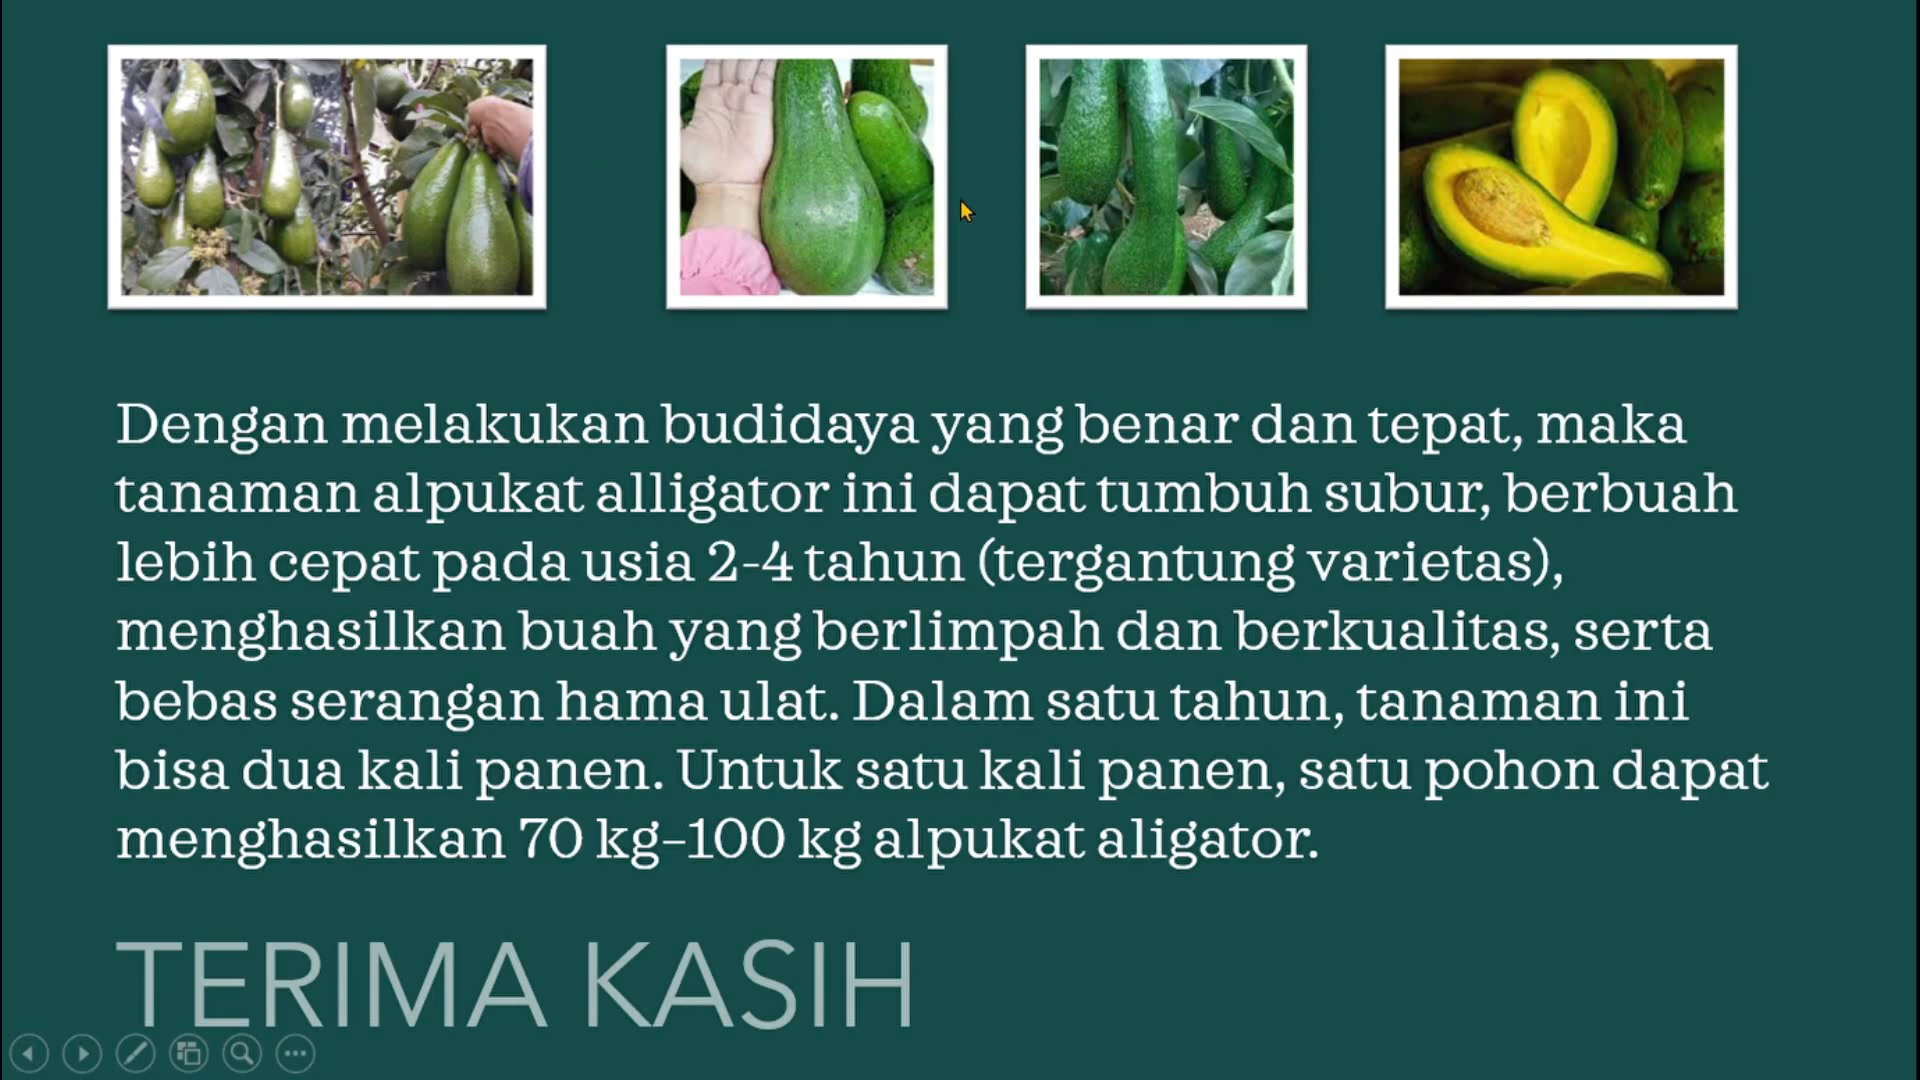 Dengan melakukan budidaya yang benar dan tepat, maka
tanaman alpukat alligator ini dapat tumbuh subur, berbuah
lebih cepat pada usia 2-4 tahun (tergantung varietas),
menghasilkan buah yang berlimpah dan berkualitas, serta
bebas serangan hama ulat. Dalam satu tahun, tanaman ini
bisa dua kali panen. Untuk satu kali panen, satu pohon dapat
menghasilkan 70 kg–100 kg alpukat aligator.
TERIMA KASIH